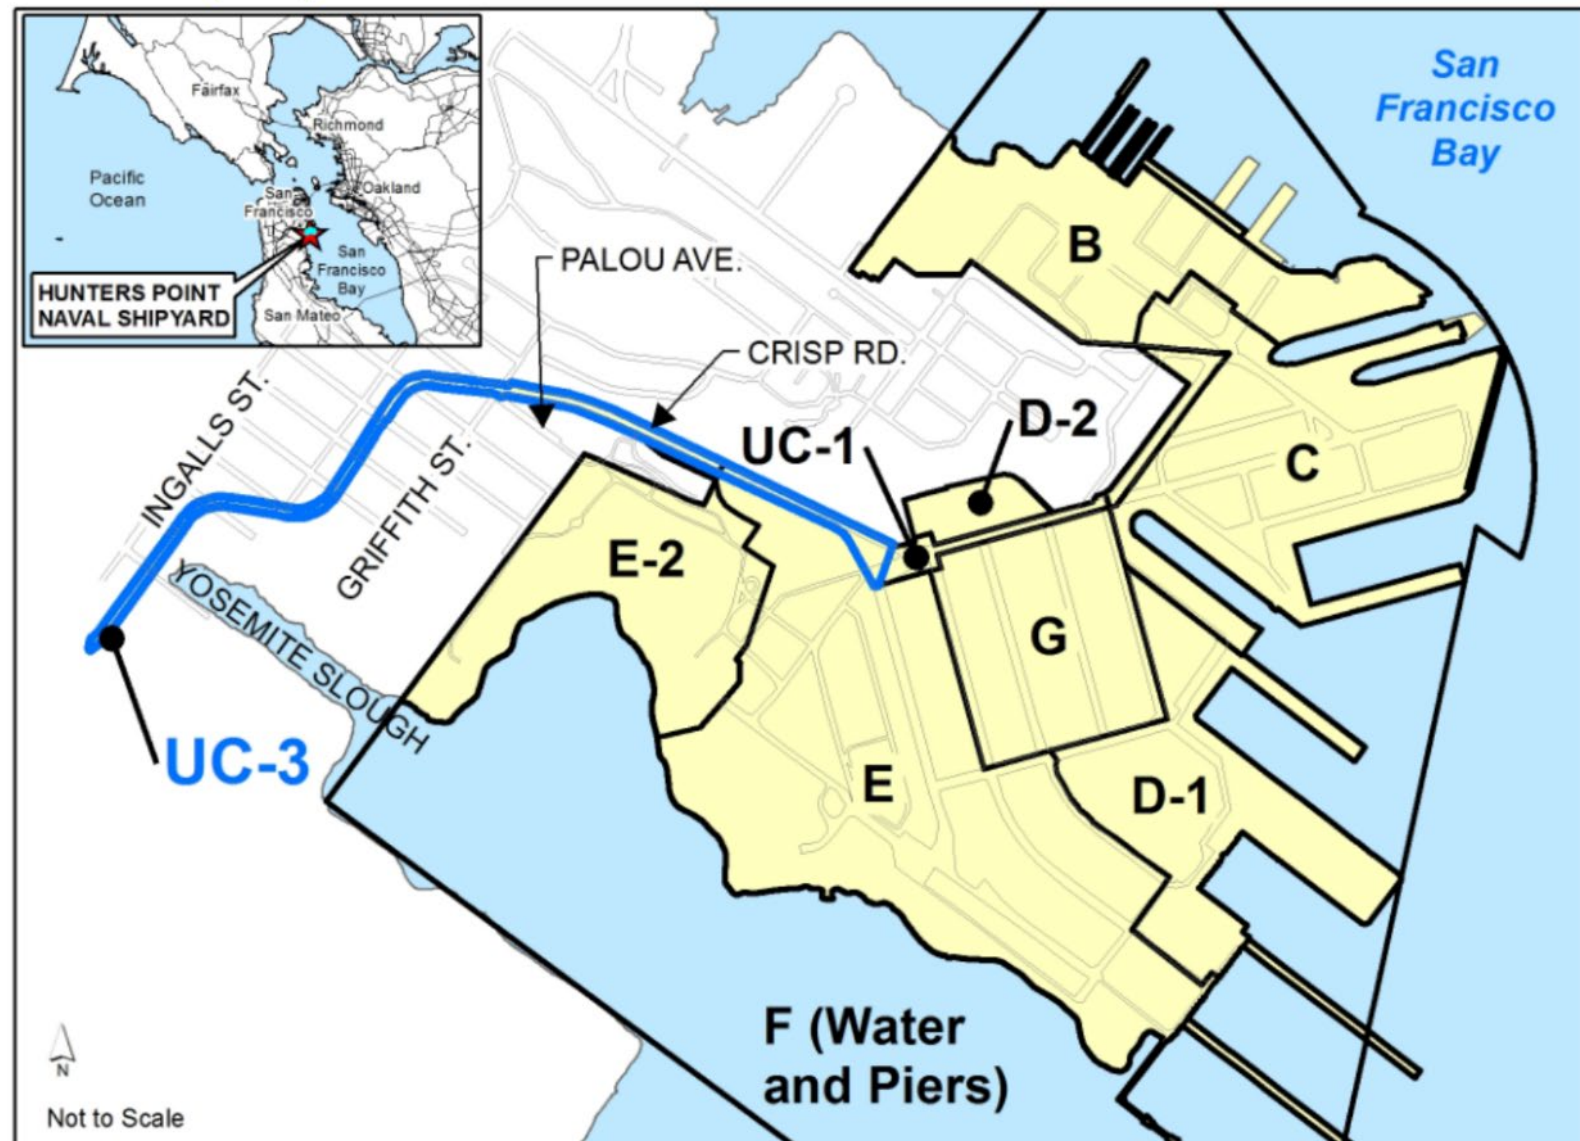 Fairfax
Richmond
Pacific
Ocean
San
Francisco
Oakland
San
Francisco
Bay
HUNTERS POINT
NAVAL SHIPYARD
San Mateo
San
Francisco
Bay
PALOU AVE.
CRISP RD.
INGALLS ST.
GRIFFITH ST.
YOSEMITE SLOUGH
B
C
D-2
UC-1
E-2
G
UC-3
E
D-1
F (Water
and Piers)
N
Not to Scale